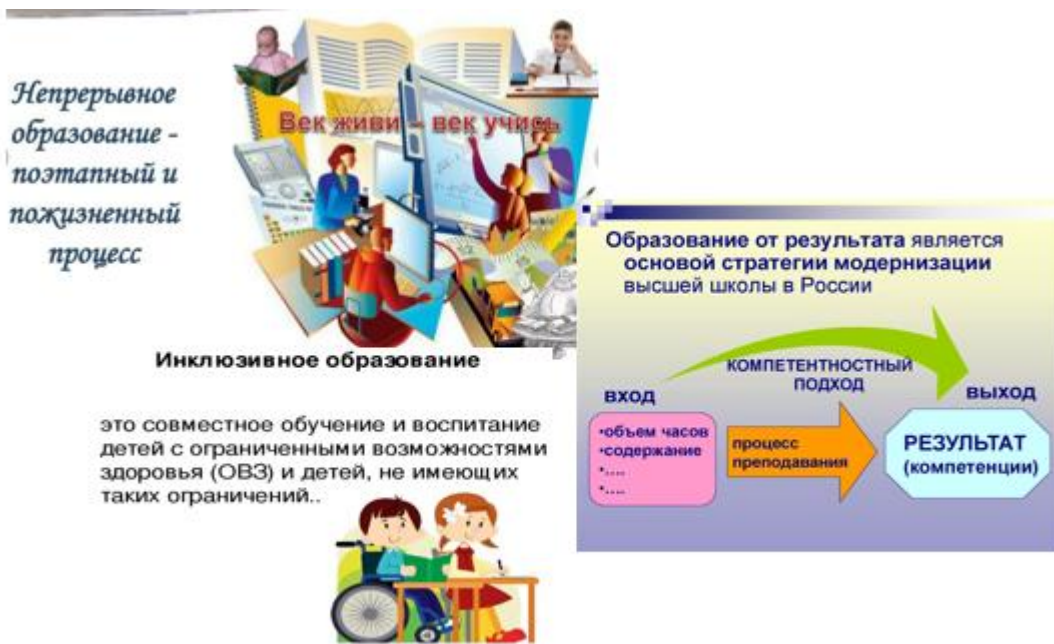 Непрерывное
образование -
поэтапный и
пожизненный
процесс
Век живи – век учись
Инклюзивное образование
это совместное обучение и воспитание
детей с ограниченными возможностями
здоровья (ОВЗ) и детей, не имеющих
таких ограничений..
Образование от результата является
основой стратегии модернизации
высшей школы в России
КОМПЕТЕНТНОСТНЫЙ
ПОДХОД
вход
выход
•объем часов
•содержание
•....
•....
процесс
преподавания
РЕЗУЛЬТАТ
(компетенции)